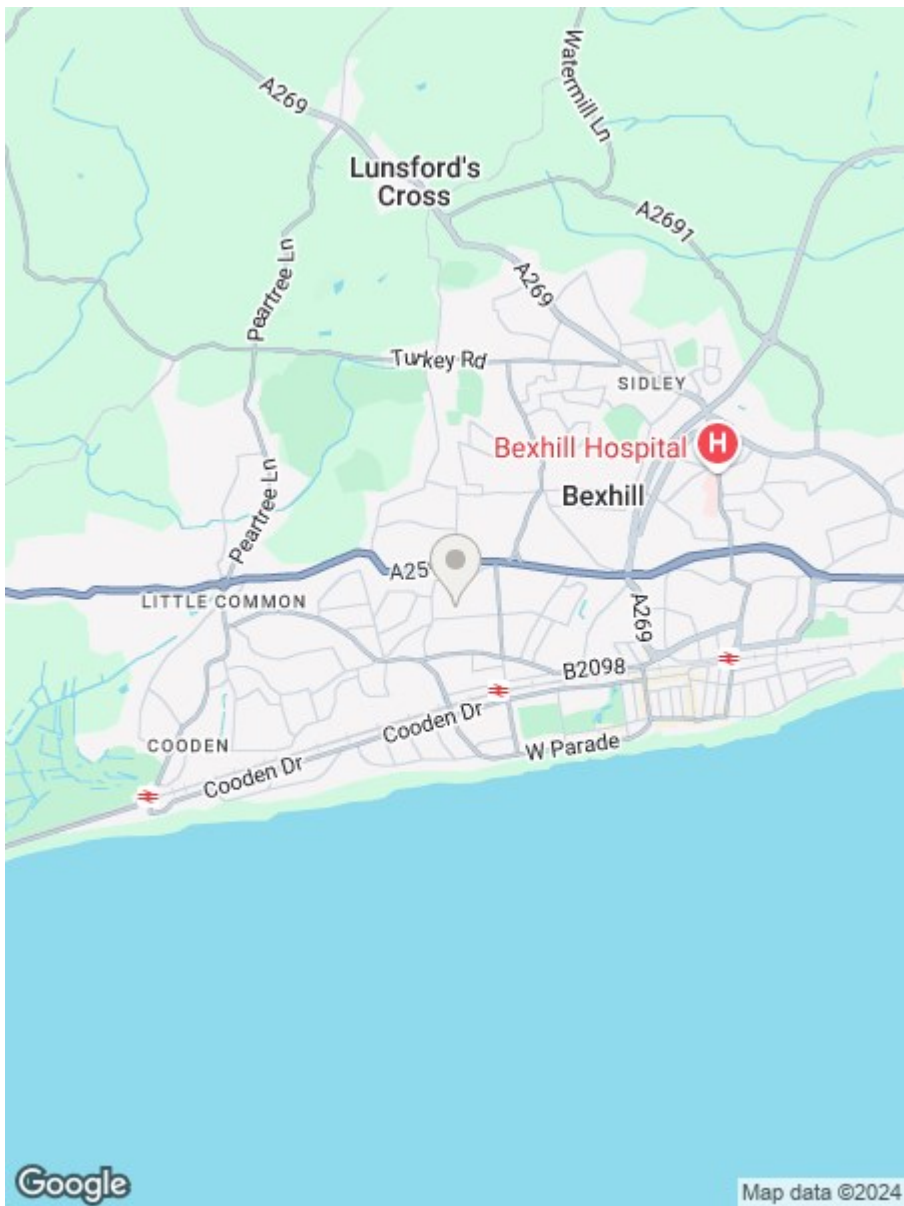 A269
Watermill Ln
Lunsford's
Cross
A2691
Peartree Ln
A269
Turkey Rd
SIDLEY
Bexhill Hospital
H
Bexhill
Peartree Ln
A25
LITTLE COMMON
A269
B2098
Cooden Dr
W Parade
COODEN
Cooden Dr
Google
Map data ©2024